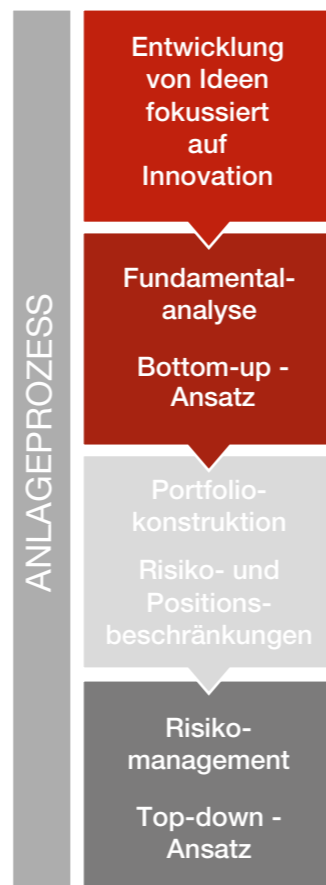 ANLAGEPROZESS
Entwicklung
von Ideen
fokussiert
auf
Innovation
Fundamental-
analyse
Bottom-up -
Ansatz
Portfolio-
konstruktion
Risiko- und
Positions-
beschränkungen
Risiko-
management
Top-down -
Ansatz